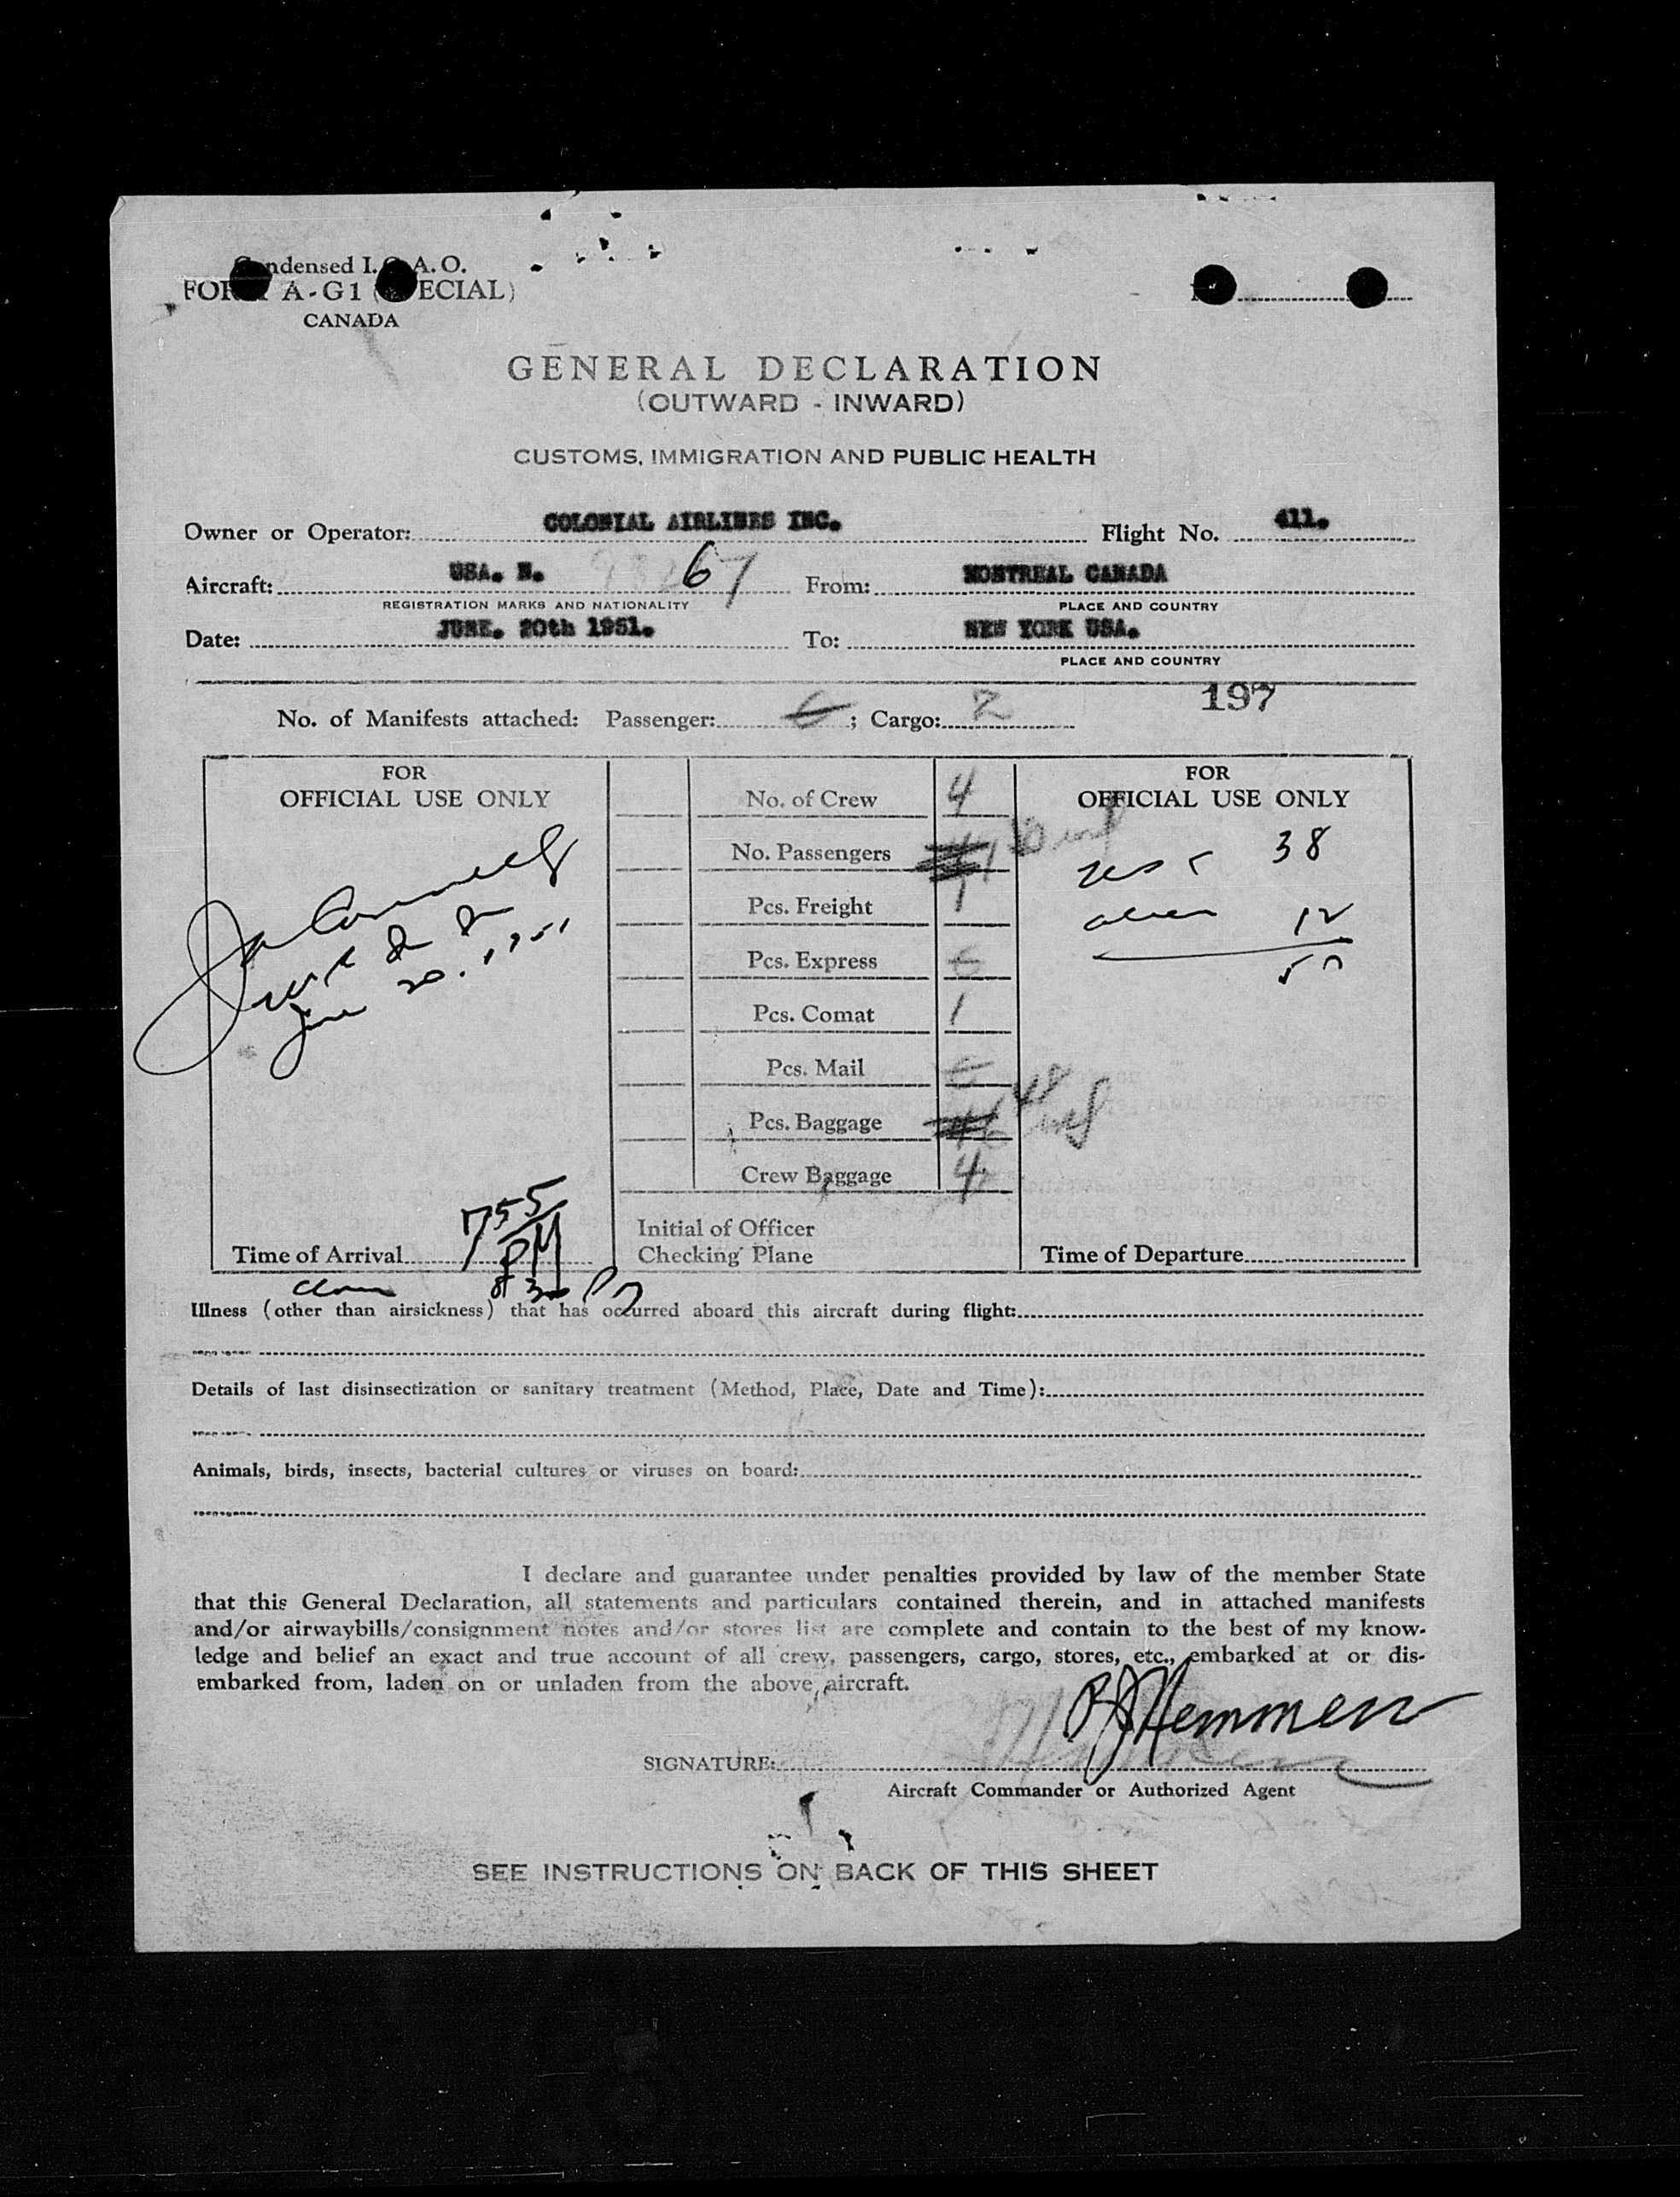 Condensed I.C.A.O.
FORM A-G1 (SPECIAL)
CANADA
GENERAL DECLARATION
(OUTWARD - INWARD)
CUSTOMS, IMMIGRATION AND PUBLIC HEALTH
Owner or Operator: COLONIAL AIRLINES INC. Flight No. 411.
Aircraft: USA. N. 67 From: MONTREAL CANADA
REGISTRATION MARKS AND NATIONALITY PLACE AND COUNTRY
Date: JUNE. 20th 1951. To: NEW YORK USA.
PLACE AND COUNTRY
197
No. of Manifests attached: Passenger: 6; Cargo: 2
FOR
OFFICIAL USE ONLY
June 20. 1951
Time of Arrival 755 PM
No. of Crew 4
No. Passengers
Pcs. Freight 1
Pcs. Express
Pcs. Comat 1
Pcs. Mail
Pcs. Baggage 48
Crew Baggage 4
Initial of Officer
Checking Plane
FOR
OFFICIAL USE ONLY
38
alien 12
50
Time of Departure
830
Illness (other than airsickness) that has occurred aboard this aircraft during flight:
Details of last disinsectization or sanitary treatment (Method, Place, Date and Time):
Animals, birds, insects, bacterial cultures or viruses on board:
I declare and guarantee under penalties provided by law of the member State
that this General Declaration, all statements and particulars contained therein, and in attached manifests
and/or airwaybills/consignment notes and/or stores list are complete and contain to the best of my know-
ledge and belief an exact and true account of all crew, passengers, cargo, stores, etc., embarked at or dis-
embarked from, laden on or unladen from the above aircraft.
SIGNATURE: Hemmen
Aircraft Commander or Authorized Agent
SEE INSTRUCTIONS ON BACK OF THIS SHEET